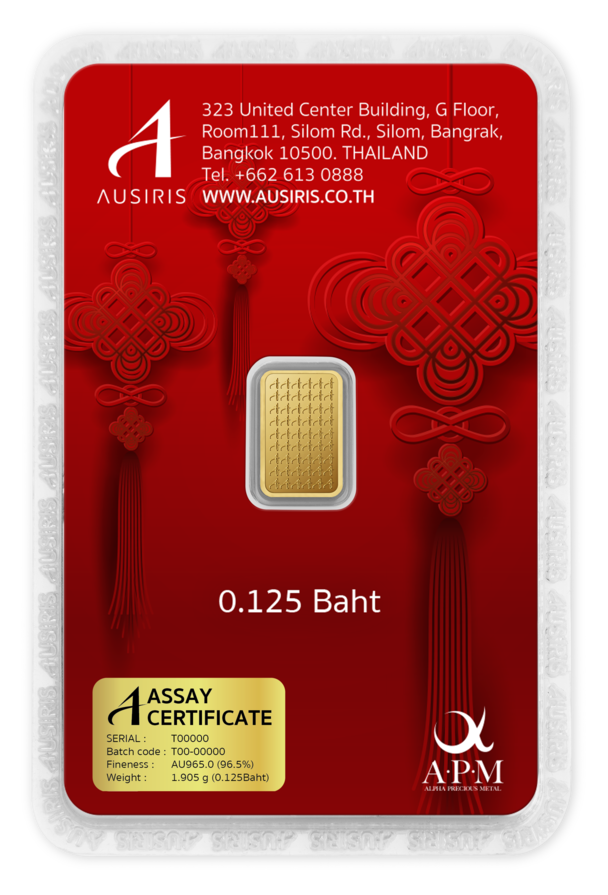 323 United Center Building, G Floor,
Room111, Silom Rd., Silom, Bangrak,
Bangkok 10500. THAILAND
Tel. +662 613 0888
AUSIRIS WWW.AUSIRIS.CO.TH
0.125 Baht
ASSAY
CERTIFICATE
SERIAL : T00000
Batch code : T00-00000
Fineness : AU965.0 (96.5%)
Weight : 1.905 g (0.125Baht)
A·P·M
ALPHA PRECIOUS METAL